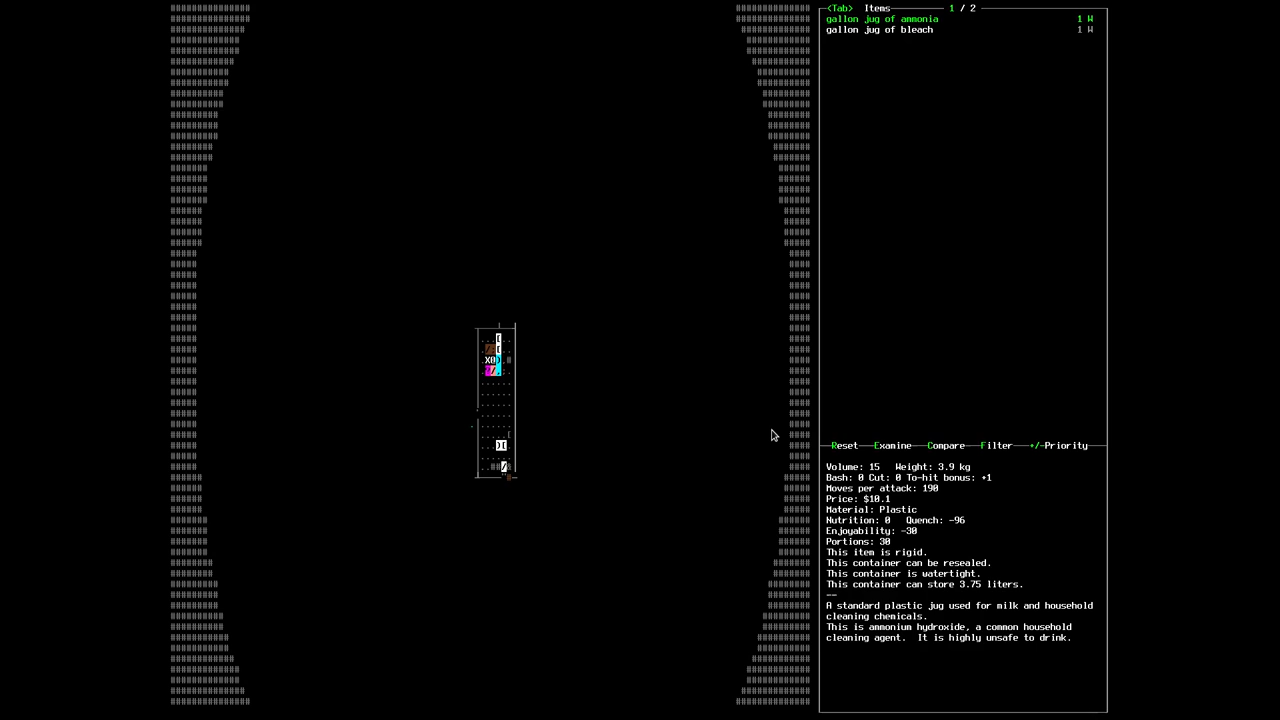 <Tab> Items 1 / 2
gallon jug of ammonia 1 W
gallon jug of bleach 1 W
Reset Examine Compare Filter +/-Priority
Volume: 15 Weight: 3.9 kg
Bash: 0 Cut: 0 To-hit bonus: +1
Moves per attack: 190
Price: $10.1
Material: Plastic
Nutrition: 0 Quench: -96
Enjoyability: -30
Portions: 30
This item is rigid.
This container can be resealed.
This container is watertight.
This container can store 3.75 liters.
--
A standard plastic jug used for milk and household
cleaning chemicals.
This is ammonium hydroxide, a common household
cleaning agent. It is highly unsafe to drink.